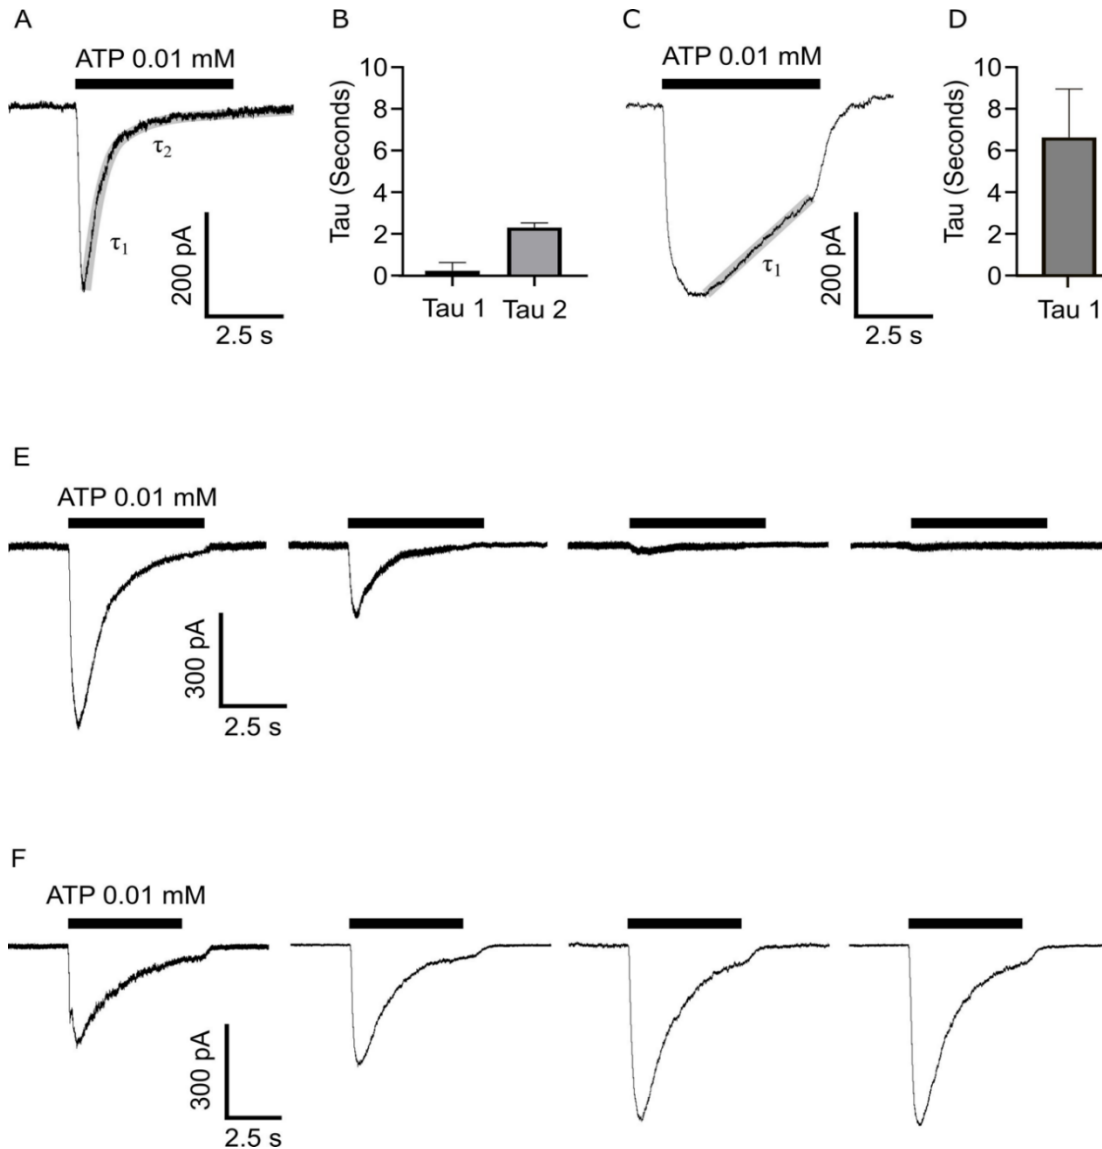 A
B
C
D
ATP 0.01 mM
τ1
τ2
200 pA
2.5 s
Tau (Seconds)
10
8
6
4
2
0
Tau 1
Tau 2
ATP 0.01 mM
τ1
200 pA
2.5 s
Tau (Seconds)
10
8
6
4
2
0
Tau 1
E
ATP 0.01 mM
300 pA
2.5 s
F
ATP 0.01 mM
300 pA
2.5 s